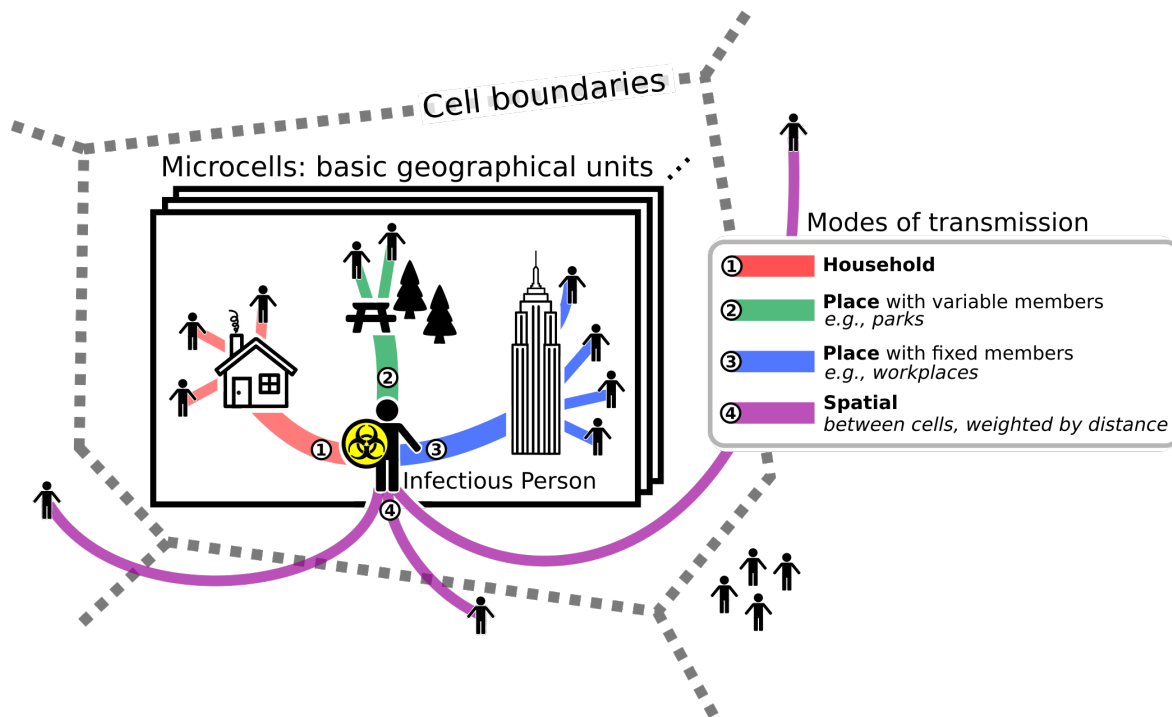 Cell boundaries
Microcells: basic geographical units
Modes of transmission
1 Household
2 Place with variable members
e.g., parks
3 Place with fixed members
e.g., workplaces
4 Spatial
between cells, weighted by distance
2
1
3
Infectious Person
4